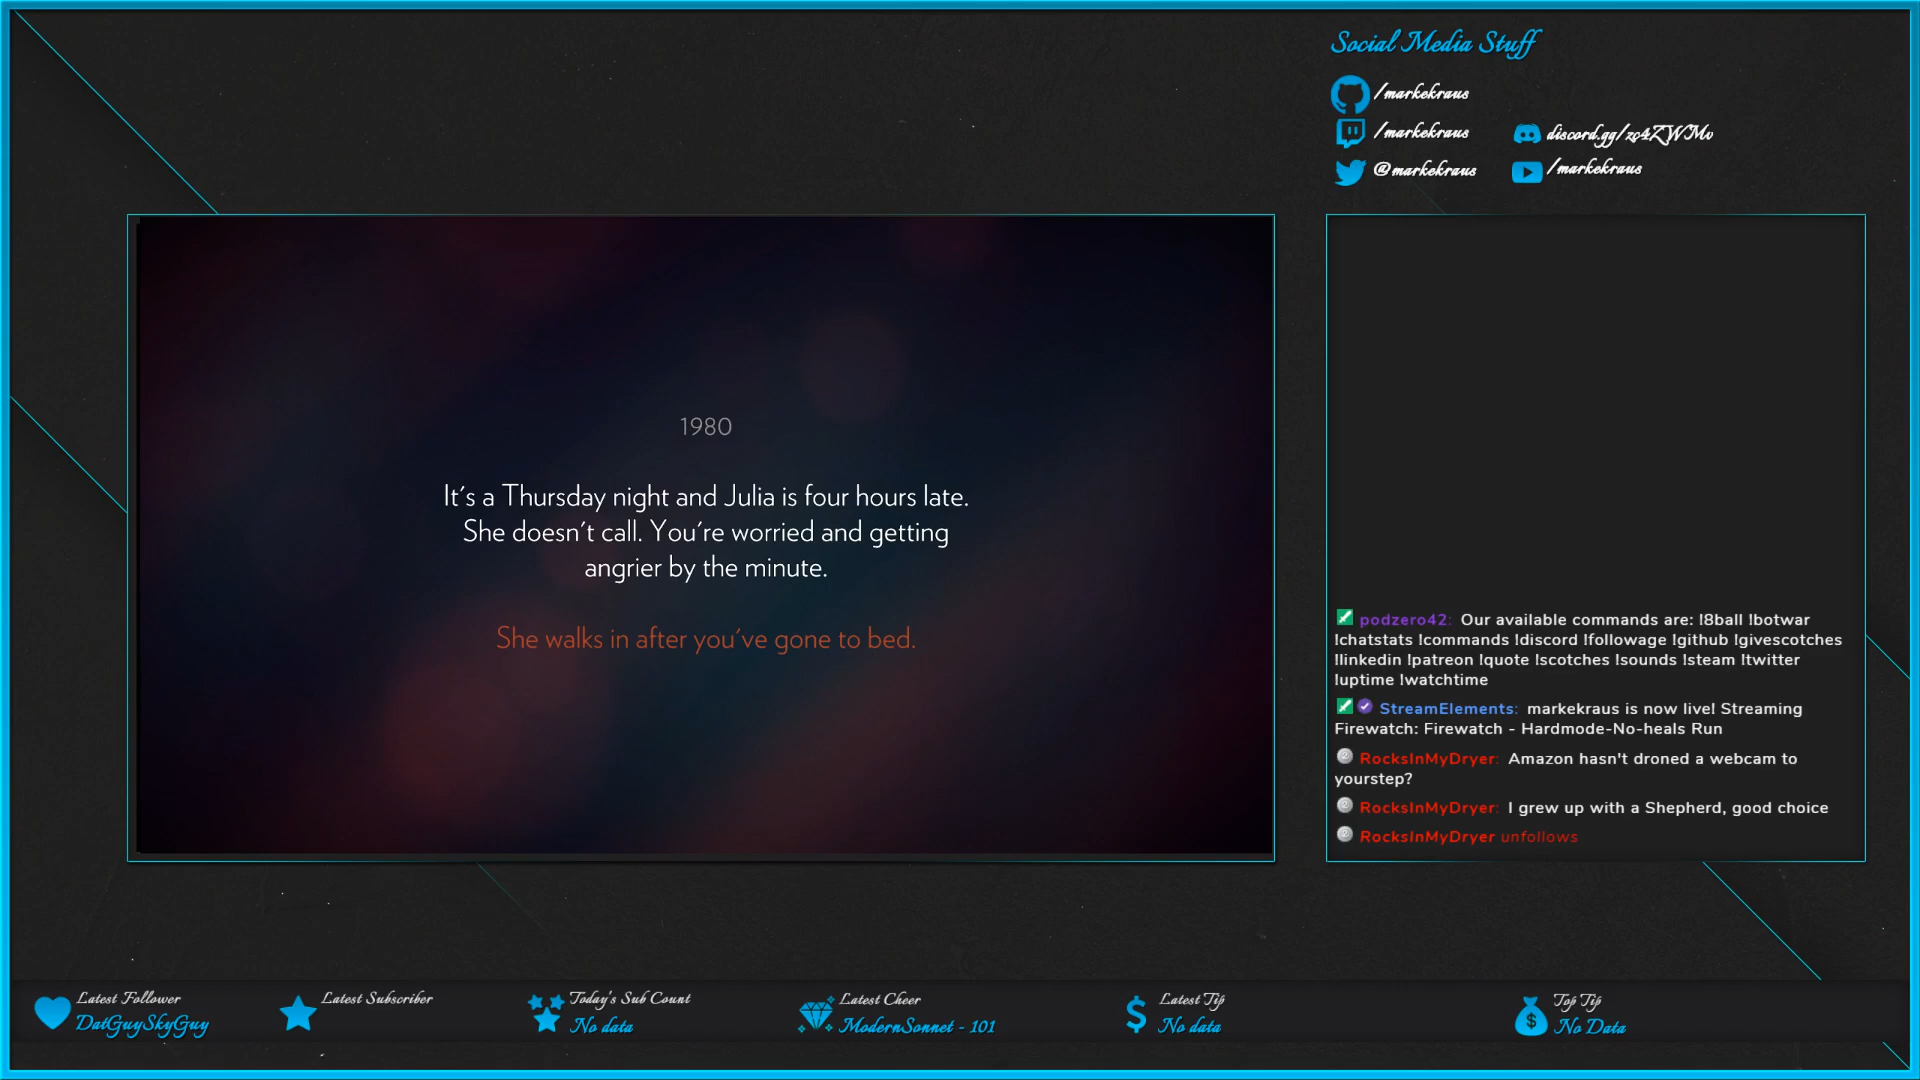 Social Media Stuff
/markekraus
/markekraus
discord.gg/zc4ZWMv
@markekraus
/markekraus
1980
It's a Thursday night and Julia is four hours late.
She doesn't call. You're worried and getting
angrier by the minute.
She walks in after you've gone to bed.
podzero42: Our available commands are: !8ball !botwar
!chatstats !commands !discord !followage !github !givescotches
!linkedin !patreon !quote !scotches !sounds !steam !twitter
!uptime !watchtime
StreamElements: markekraus is now live! Streaming
Firewatch: Firewatch - Hardmode-No-heals Run
RocksInMyDryer: Amazon hasn't droned a webcam to
yourstep?
RocksInMyDryer: I grew up with a Shepherd, good choice
RocksInMyDryer unfollows
Latest Follower
DatGuySkyGuy
Latest Subscriber
Today's Sub Count
No data
Latest Cheer
ModernSonnet - 101
Latest Tip
No data
Top Tip
No Data